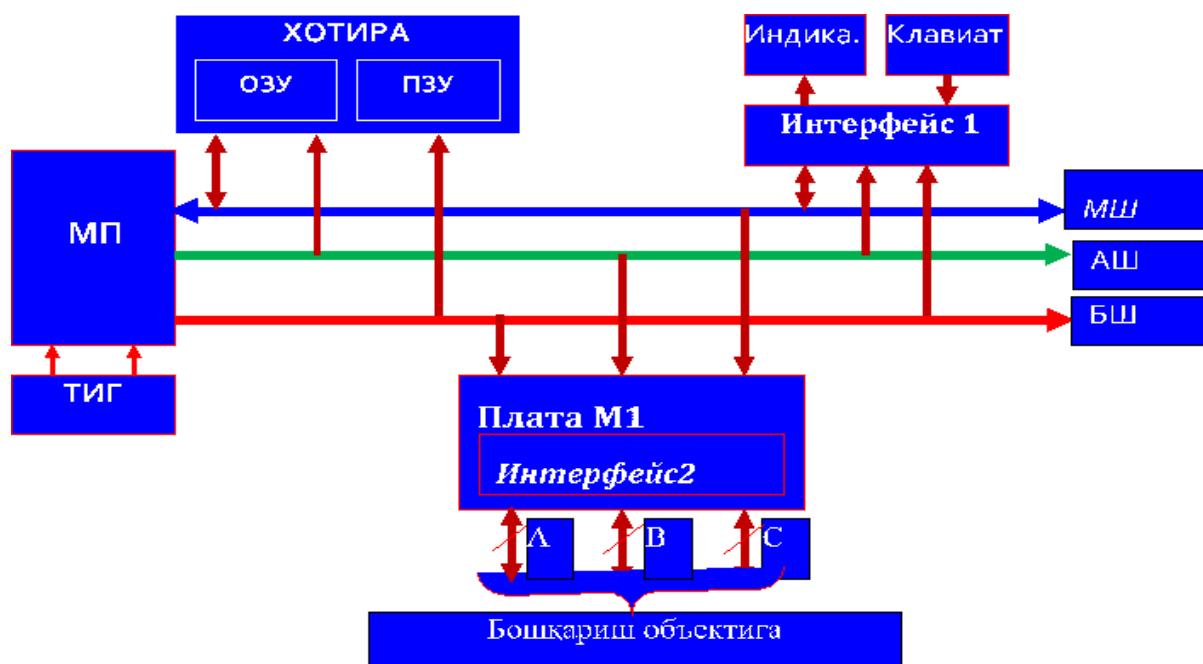 ХОТИРА
ОЗУ
ПЗУ
Индика.
Клавиат
Интерфейс 1
МП
МШ
АШ
БШ
ТИГ
Плата М1
Интерфейс2
А
В
С
Бошқариш объектига